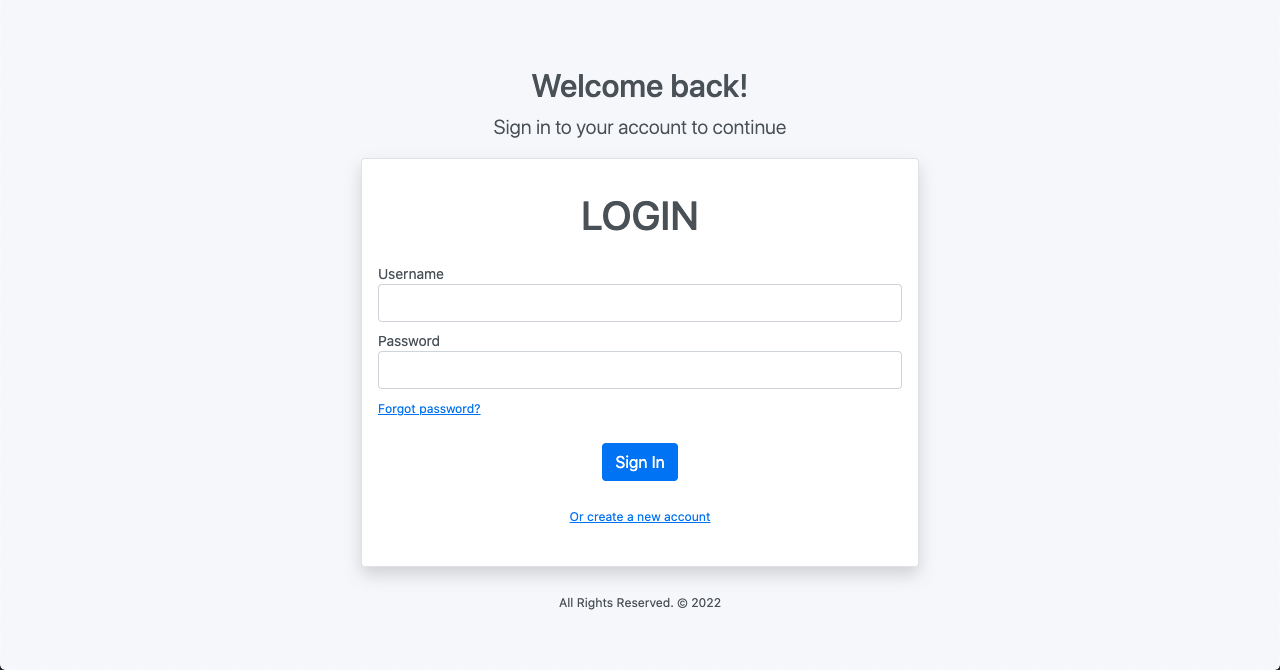 Welcome back!
Sign in to your account to continue
LOGIN
Username
Password
Forgot password?
Sign In
Or create a new account
All Rights Reserved. © 2022